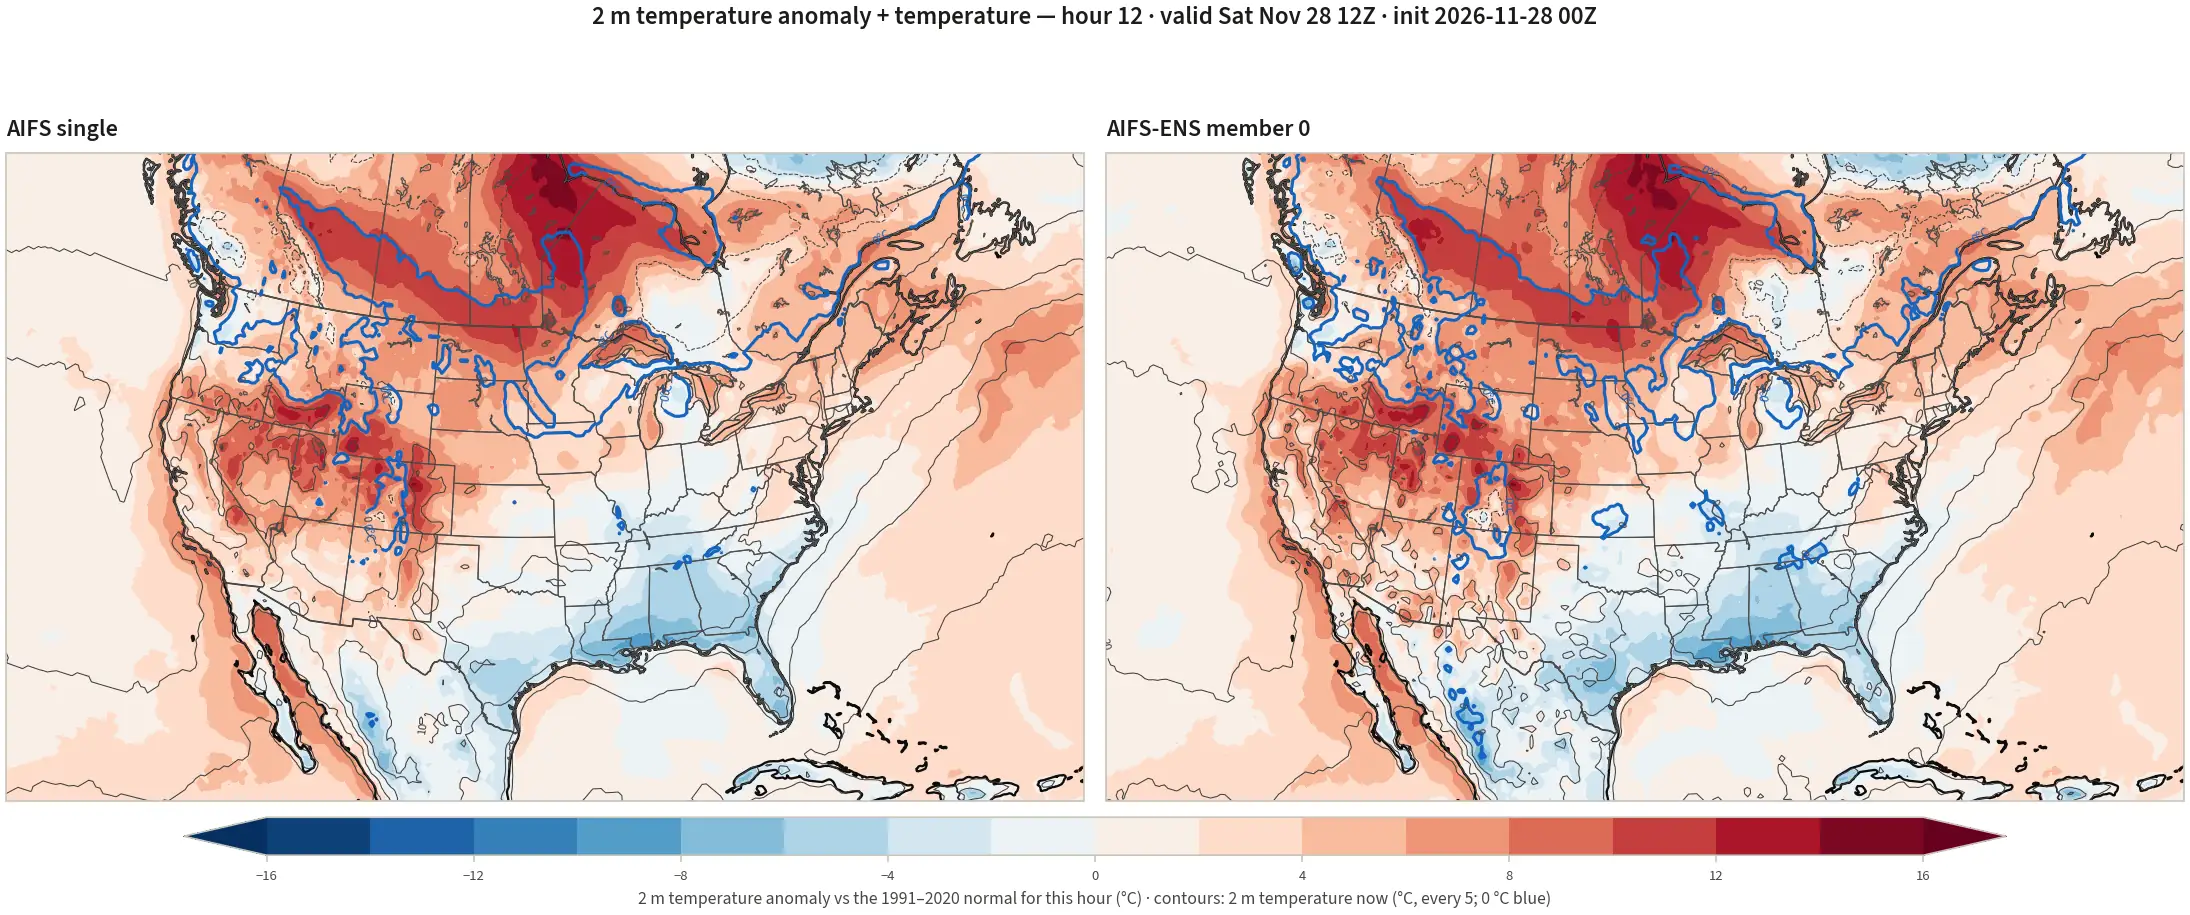 2 m temperature anomaly + temperature — hour 12 · valid Sat Nov 28 12Z · init 2026-11-28 00Z
AIFS single
AIFS-ENS member 0
−16 −12 −8 −4 0 4 8 12 16
2 m temperature anomaly vs the 1991–2020 normal for this hour (°C) · contours: 2 m temperature now (°C, every 5; 0 °C blue)